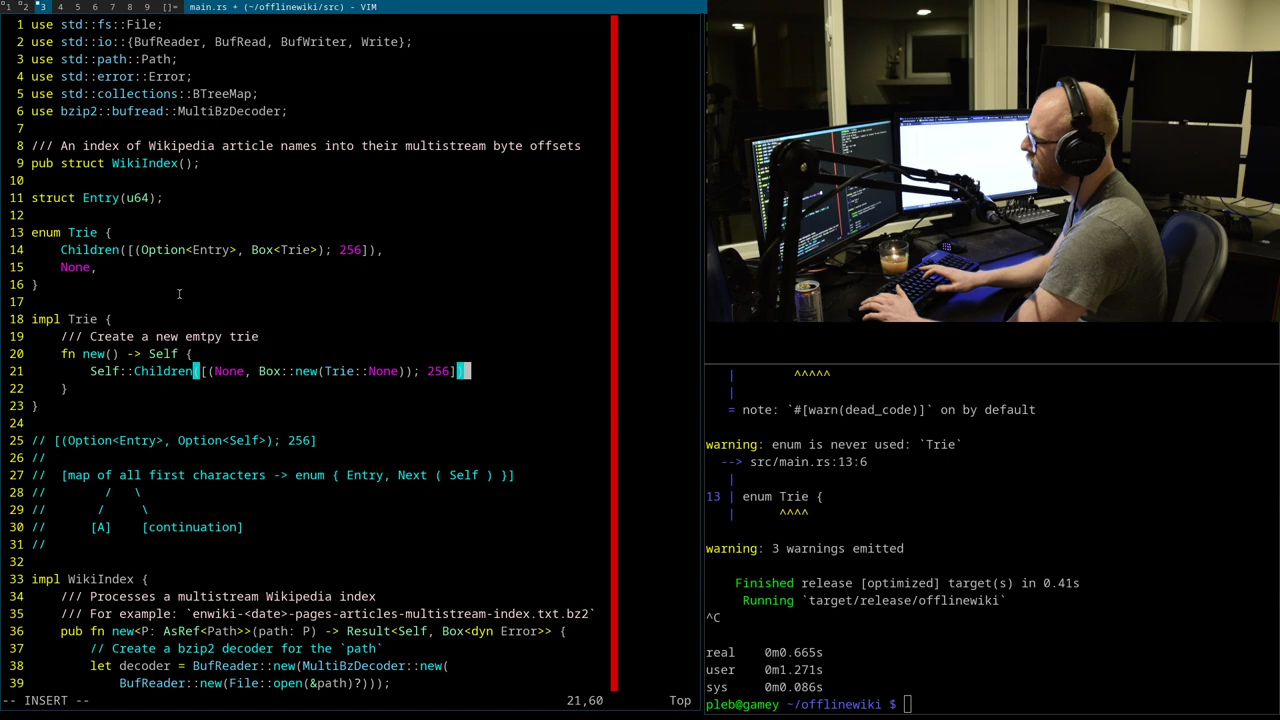 1 2 3 4 5 6 7 8 9 []= main.rs + (~/offlinewiki/src) - VIM
1 use std::fs::File;
2 use std::io::{BufReader, BufRead, BufWriter, Write};
3 use std::path::Path;
4 use std::error::Error;
5 use std::collections::BTreeMap;
6 use bzip2::bufread::MultiBzDecoder;
7
8 /// An index of Wikipedia article names into their multistream byte offsets
9 pub struct WikiIndex();
10
11 struct Entry(u64);
12
13 enum Trie {
14     Children([(Option<Entry>, Box<Trie>); 256]),
15     None,
16 }
17
18 impl Trie {
19     /// Create a new emtpy trie
20     fn new() -> Self {
21         Self::Children([(None, Box::new(Trie::None)); 256])
22     }
23 }
24
25 // [(Option<Entry>, Option<Self>); 256]
26 //
27 //  [map of all first characters -> enum { Entry, Next ( Self ) }]
28 //        /   \
29 //       /     \
30 //      [A]    [continuation]
31 //
32
33 impl WikiIndex {
34     /// Processes a multistream Wikipedia index
35     /// For example: `enwiki-<date>-pages-articles-multistream-index.txt.bz2`
36     pub fn new<P: AsRef<Path>>(path: P) -> Result<Self, Box<dyn Error>> {
37         // Create a bzip2 decoder for the `path`
38         let decoder = BufReader::new(MultiBzDecoder::new(
39             BufReader::new(File::open(&path)?)));
-- INSERT -- 21,60 Top
|        ^^^^^
|
= note: `#[warn(dead_code)]` on by default
warning: enum is never used: `Trie`
--> src/main.rs:13:6
|
13 | enum Trie {
|      ^^^^
warning: 3 warnings emitted
Finished release [optimized] target(s) in 0.41s
Running `target/release/offlinewiki`
^C
real 0m0.665s
user 0m1.271s
sys 0m0.086s
pleb@gamey ~/offlinewiki $